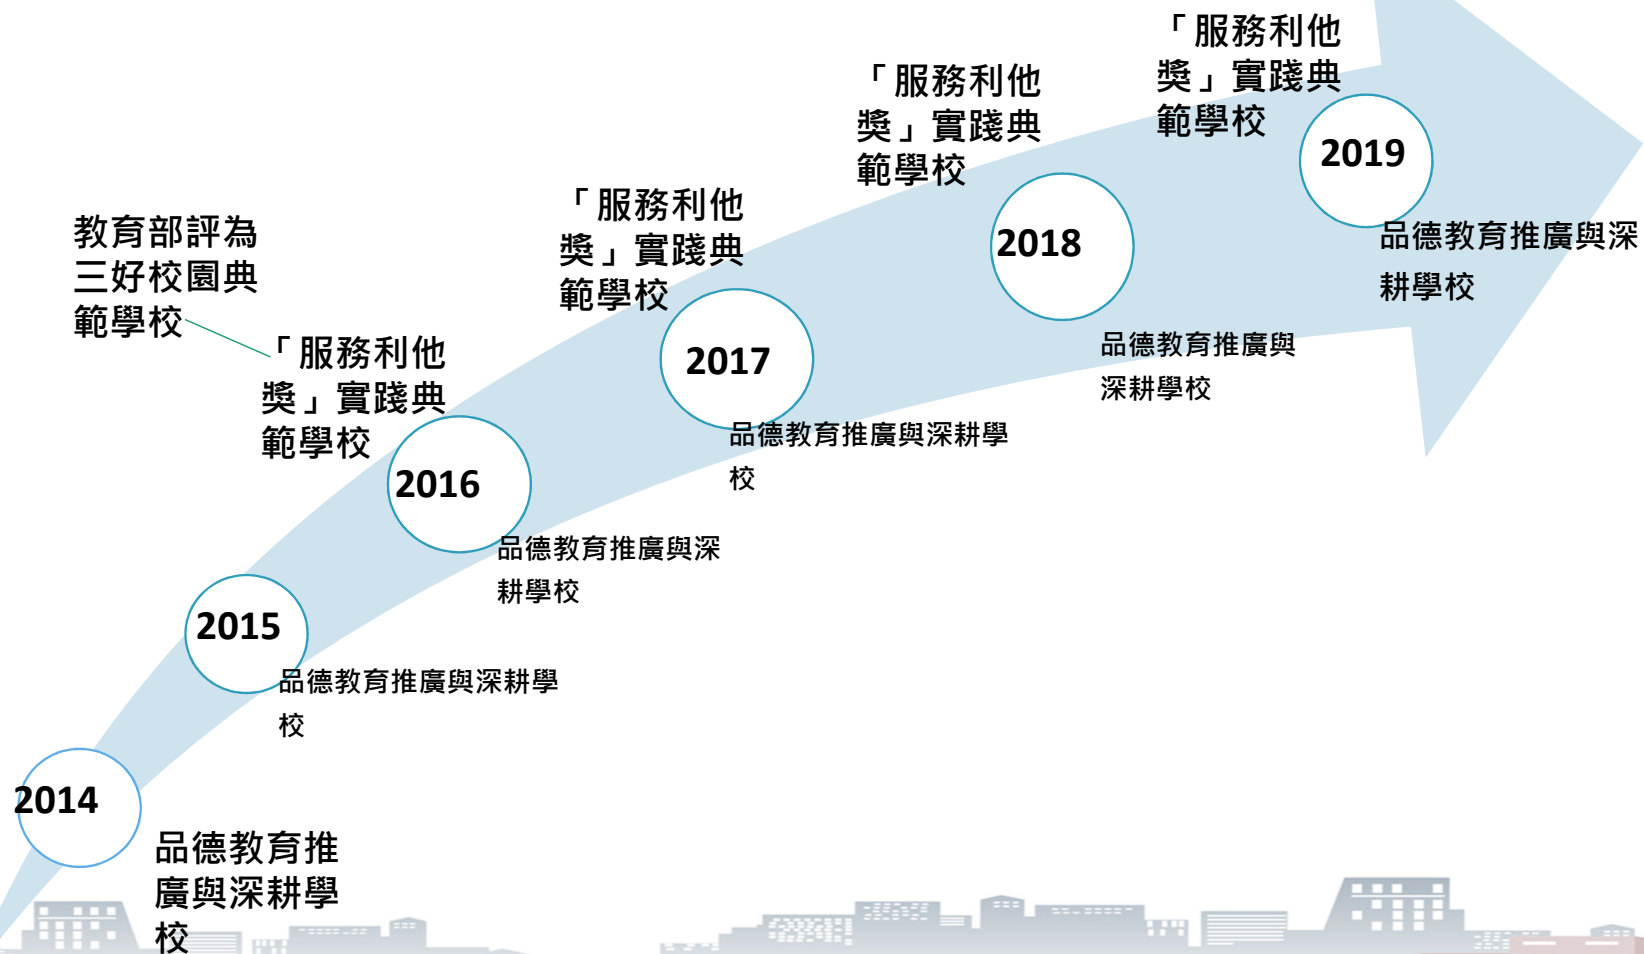 「服務利他
獎」實踐典
範學校
2019
品德教育推廣與深
耕學校
「服務利他
獎」實踐典
範學校
2018
品德教育推廣與
深耕學校
「服務利他
獎」實踐典
範學校
2017
品德教育推廣與深耕學
校
教育部評為
三好校園典
範學校
「服務利他
獎」實踐典
範學校
2016
品德教育推廣與深
耕學校
2015
品德教育推廣與深耕學
校
2014
品德教育推
廣與深耕學
校